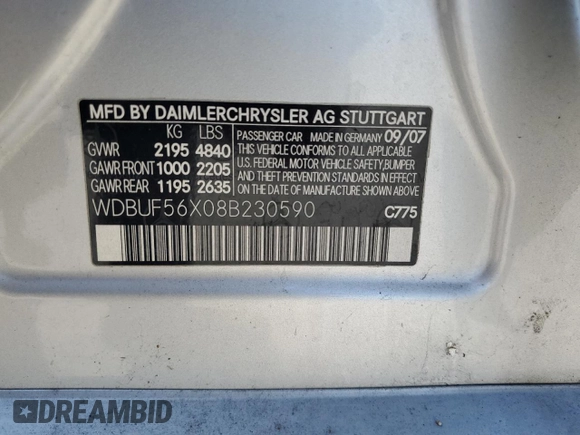 MFD BY DAIMLERCHRYSLER AG STUTTGART
KG LBS
GVWR 2195 4840
GAWR FRONT 1000 2205
GAWR REAR 1195 2635
PASSENGER CAR MADE IN GERMANY 09/07
THIS VEHICLE CONFORMS TO ALL APPLICABLE
U.S. FEDERAL MOTOR VEHICLE SAFETY, BUMPER
AND THEFT PREVENTION STANDARDS IN EFFECT
ON THE DATE OF MANUFACTURE SHOWN ABOVE.
WDBUF56X08B230590 C775
DREAMBID